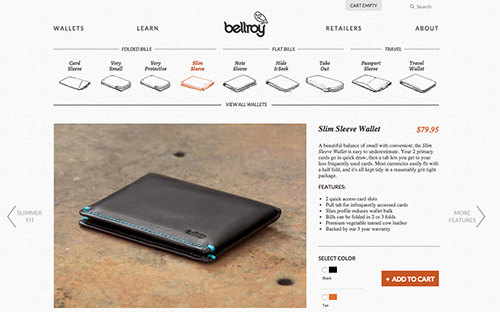 CART EMPTY
Search
WALLETS
LEARN
bellroy
RETAILERS
ABOUT
FOLDED BILLS
FLAT BILLS
TRAVEL
Card Sleeve
Very Small
Very Protective
Slim Sleeve
Note Sleeve
Hide & Seek
Take Out
Passport Sleeve
Travel Wallet
VIEW ALL WALLETS
Slim Sleeve Wallet
$79.95
A beautiful balance of small with convenient, the Slim
Sleeve Wallet is easy to underestimate. Your 2 primary
cards go in quick draw, then a tab lets you get to your
less frequently used cards. Most currencies easily fit with
a half fold, and it's all kept tidy in a reasonably grit tight
package.
FEATURES:
• 2 quick access card slots
• Pull tab for infrequently accessed cards
• Slim profile reduces wallet bulk
• Bills can be folded in 2 or 3 folds
• Premium vegetable tanned cow leather
• Backed by our 3 year warranty
SLIMMER
FIT
MORE
FEATURES
SELECT COLOR
Black
+ ADD TO CART
Tan